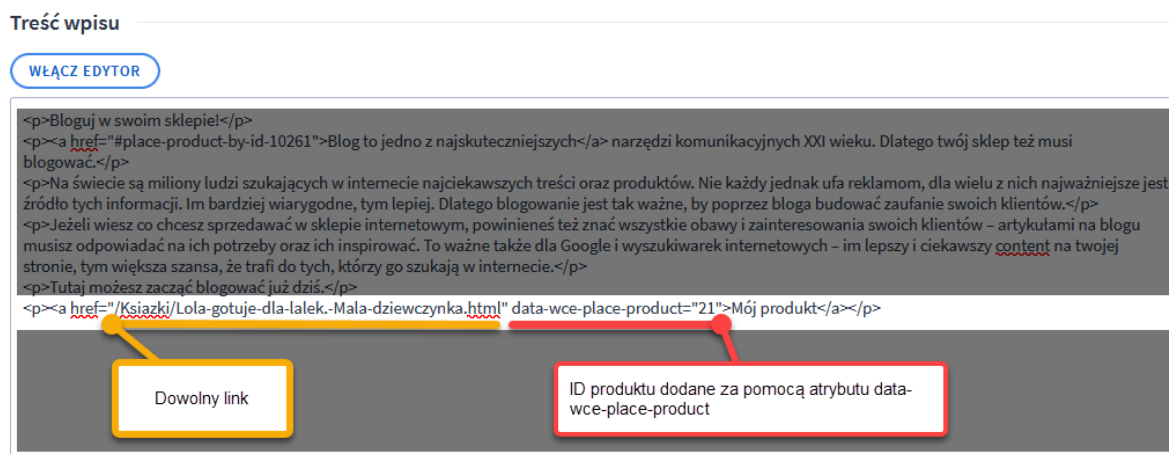 Treść wpisu
WŁĄCZ EDYTOR
<p>Bloguj w swoim sklepie!</p>
<p><a href="#place-product-by-id-10261">Blog to jedno z najskuteczniejszych</a> narzędzi komunikacyjnych XXI wieku. Dlatego twój sklep też musi
blogować.</p>
<p>Na świecie są miliony ludzi szukających w internecie najciekawszych treści oraz produktów. Nie każdy jednak ufa reklamom, dla wielu z nich najważniejsze jest
źródło tych informacji. Im bardziej wiarygodne, tym lepiej. Dlatego blogowanie jest tak ważne, by poprzez bloga budować zaufanie swoich klientów.</p>
<p>Jeżeli wiesz co chcesz sprzedawać w sklepie internetowym, powinieneś też znać wszystkie obawy i zainteresowania swoich klientów – artykułami na blogu
musisz odpowiadać na ich potrzeby oraz ich inspirować. To ważne także dla Google i wyszukiwarek internetowych – im lepszy i ciekawszy content na twojej
stronie, tym większa szansa, że trafi do tych, którzy go szukają w internecie.</p>
<p>Tutaj możesz zacząć blogować już dziś.</p>
<p><a href="/Ksiazki/Lola-gotuje-dla-lalek.-Mala-dziewczynka.html" data-wce-place-product="21">Mój produkt</a></p>
Dowolny link
ID produktu dodane za pomocą atrybutu data-
wce-place-product